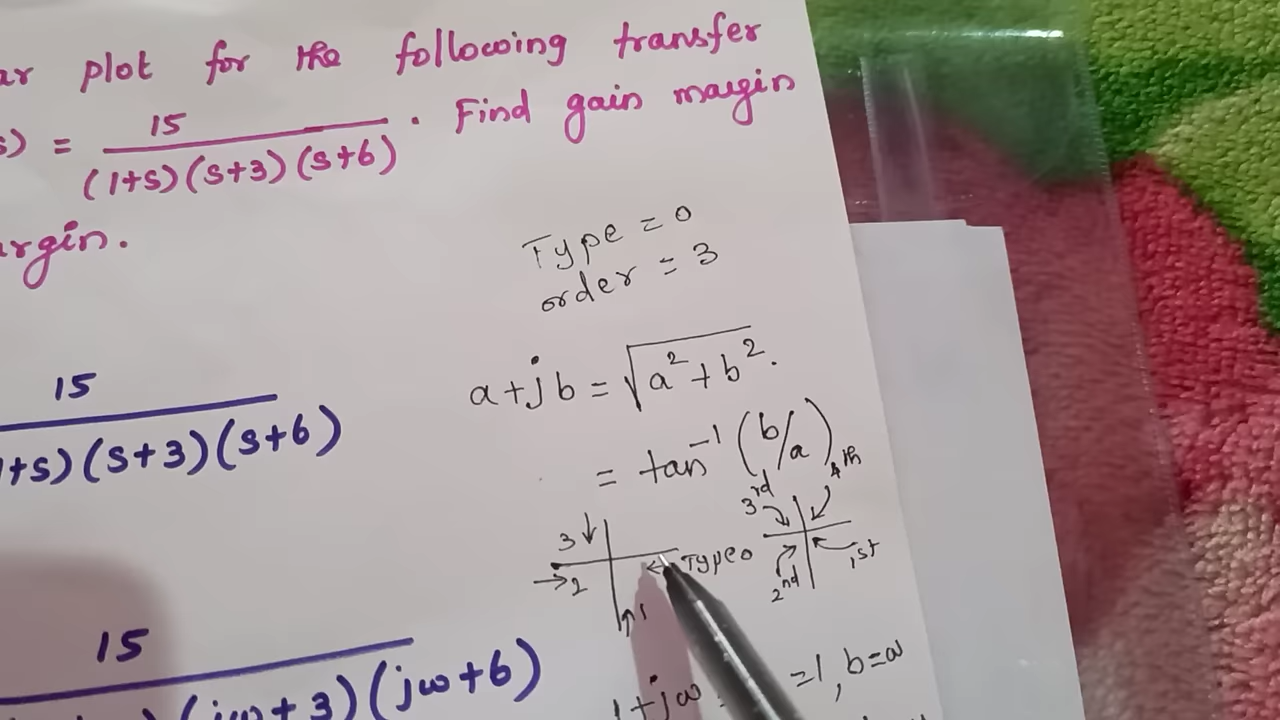 plot for the following transfer
= 15 / (1+s)(s+3)(s+6) . Find gain margin
Type = 0
order = 3
15 / (s+3)(s+6)
a+jb = √a²+b².
= tan⁻¹(b/a)
3rd 4th
3↓ ← Type 0 1st
→2 ↑1 2nd
15 / (jω+3)(jω+6)
1+jω =1, b=ω